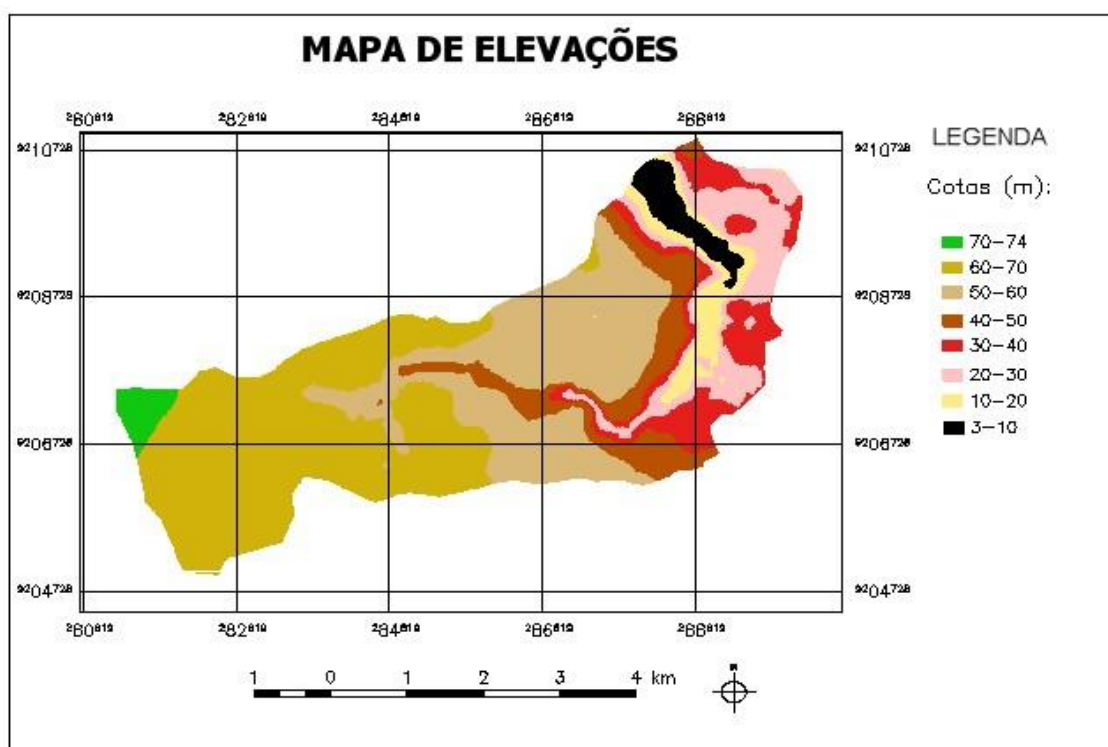 MAPA DE ELEVAÇÕES
²60⁸¹⁹ ²82⁸¹⁹ ²84⁸¹⁹ ²86⁸¹⁹ ²88⁸¹⁹
⁹²10⁷²⁸ ⁹²10⁷²⁸
LEGENDA
Cotas (m):
70-74
60-70
50-60
40-50
30-40
20-30
10-20
3-10
⁹²08⁷²⁸ ⁹²08⁷²⁸
⁹²06⁷²⁸ ⁹²06⁷²⁸
⁹²04⁷²⁸ ⁹²04⁷²⁸
²60⁸¹⁹ ²82⁸¹⁹ ²84⁸¹⁹ ²86⁸¹⁹ ²88⁸¹⁹
1 0 1 2 3 4 km
N